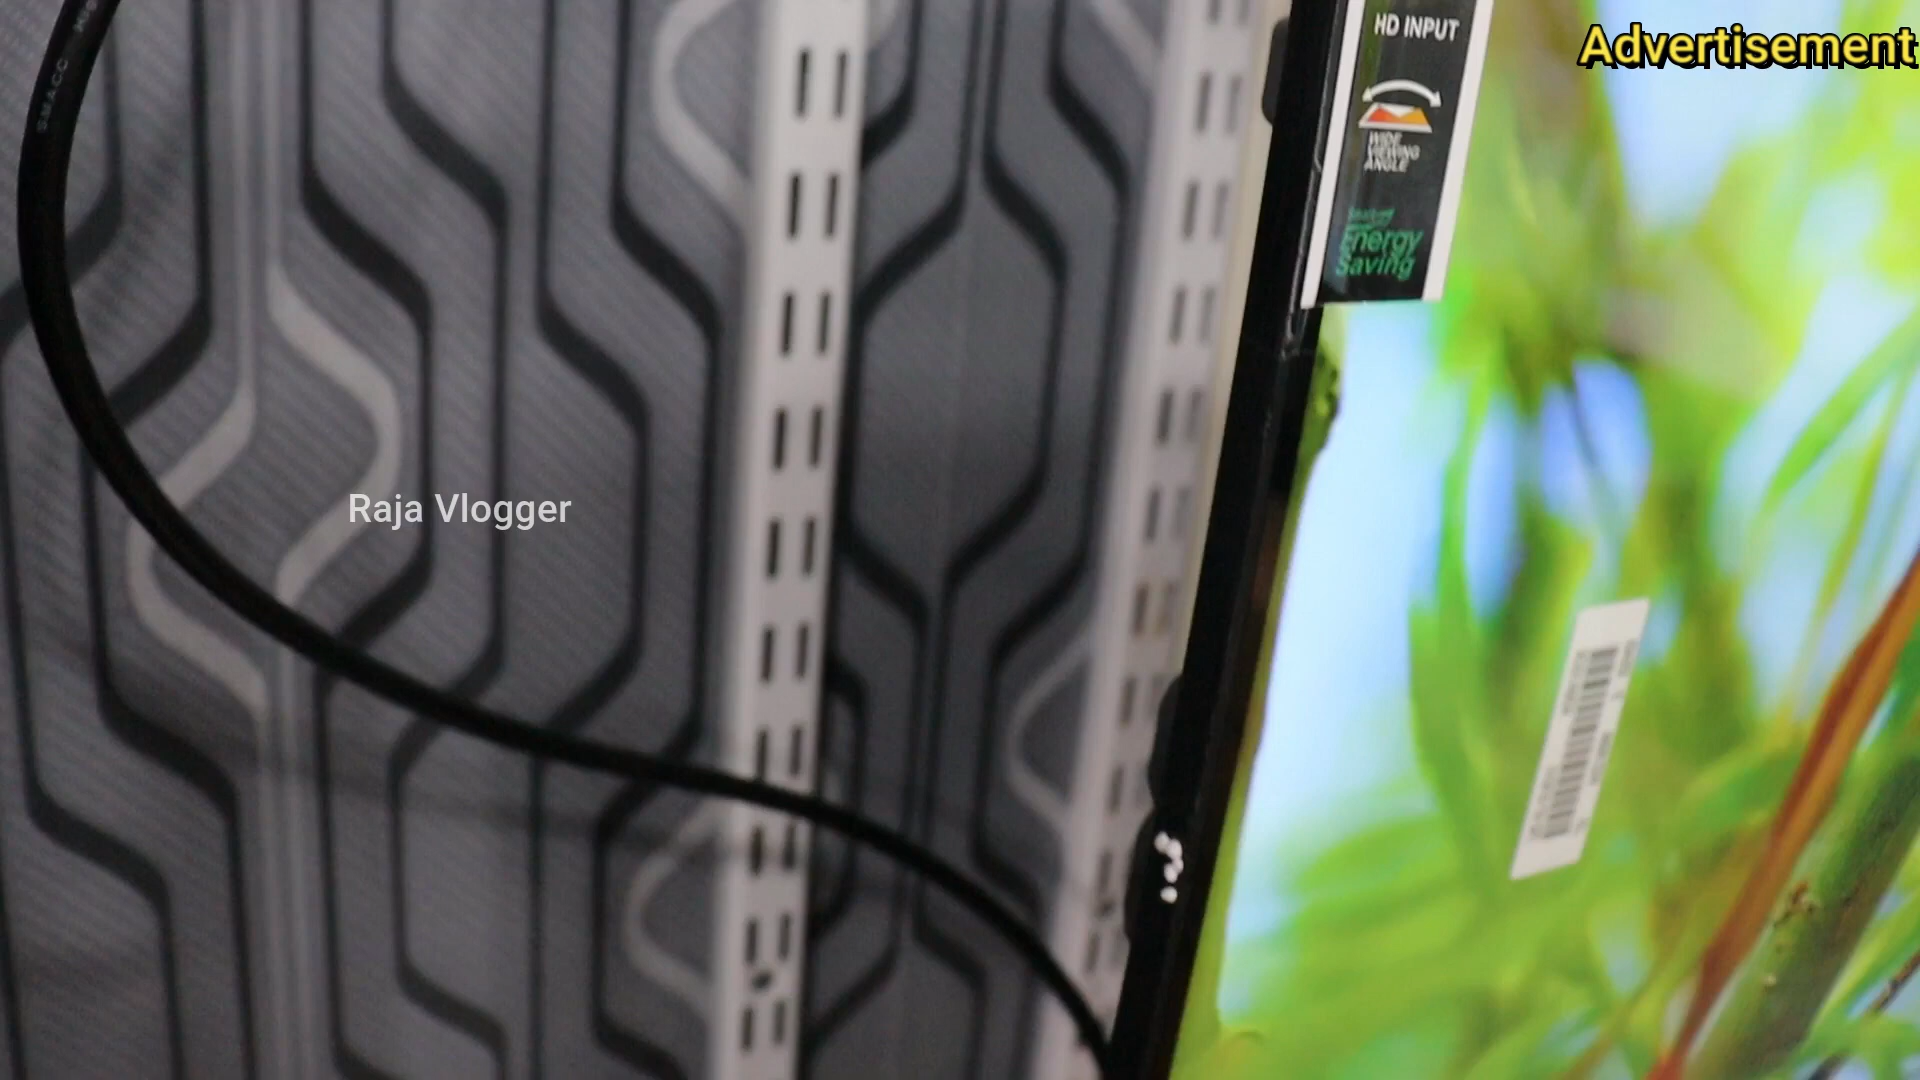 HD INPUT
Advertisement
WIDE
VIEWING
ANGLE
Energy
Saving
Raja Vlogger